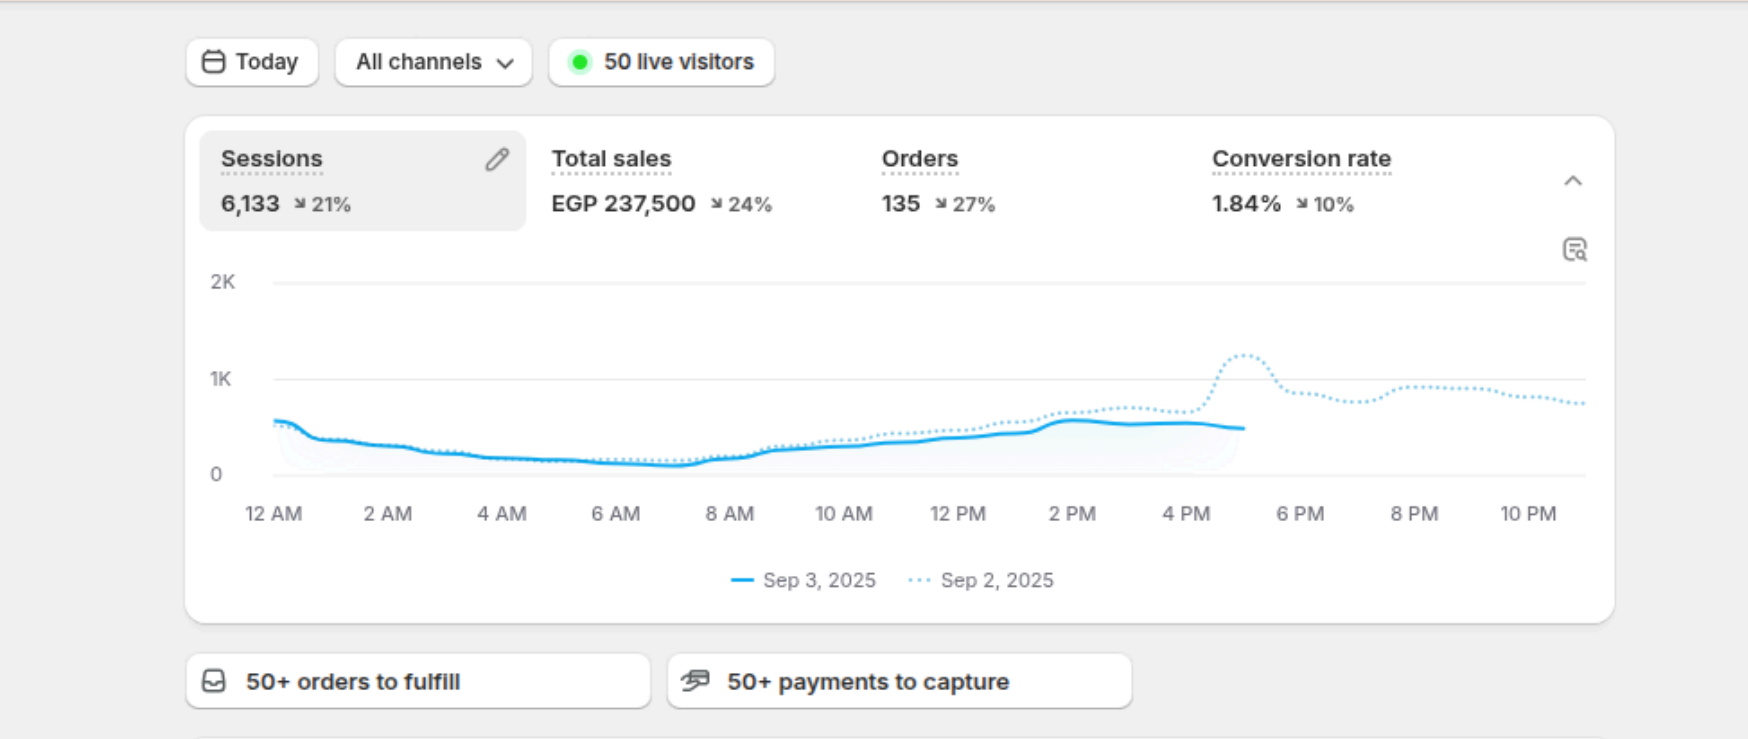 Today All channels 50 live visitors
Sessions Total sales Orders Conversion rate
6,133 21% EGP 237,500 24% 135 27% 1.84% 10%
2K
1K
0
12 AM 2 AM 4 AM 6 AM 8 AM 10 AM 12 PM 2 PM 4 PM 6 PM 8 PM 10 PM
Sep 3, 2025 Sep 2, 2025
50+ orders to fulfill 50+ payments to capture